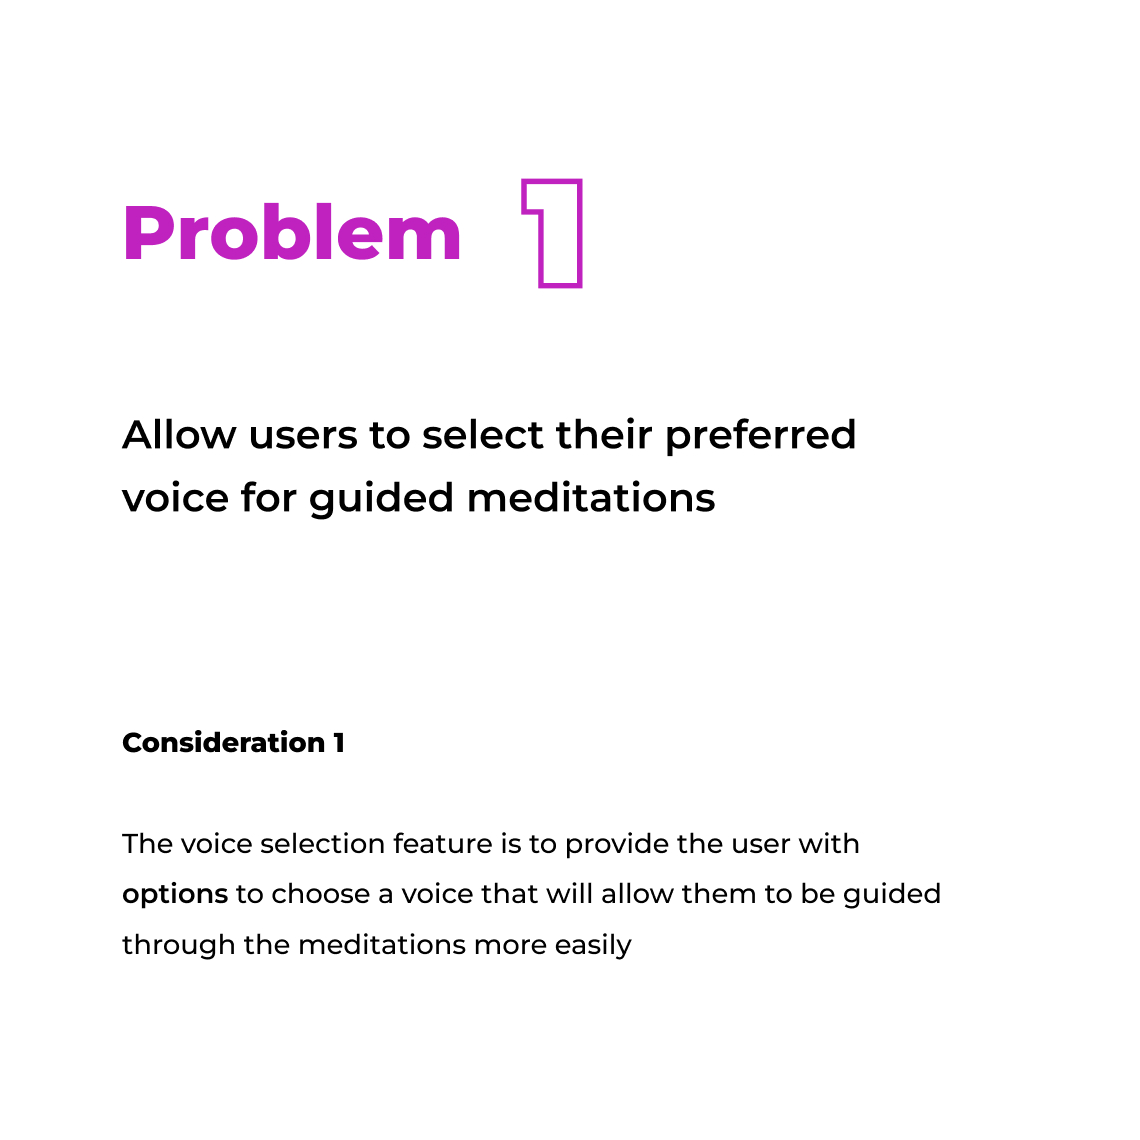 Problem 1
Allow users to select their preferred
voice for guided meditations
Consideration 1
The voice selection feature is to provide the user with
options to choose a voice that will allow them to be guided
through the meditations more easily